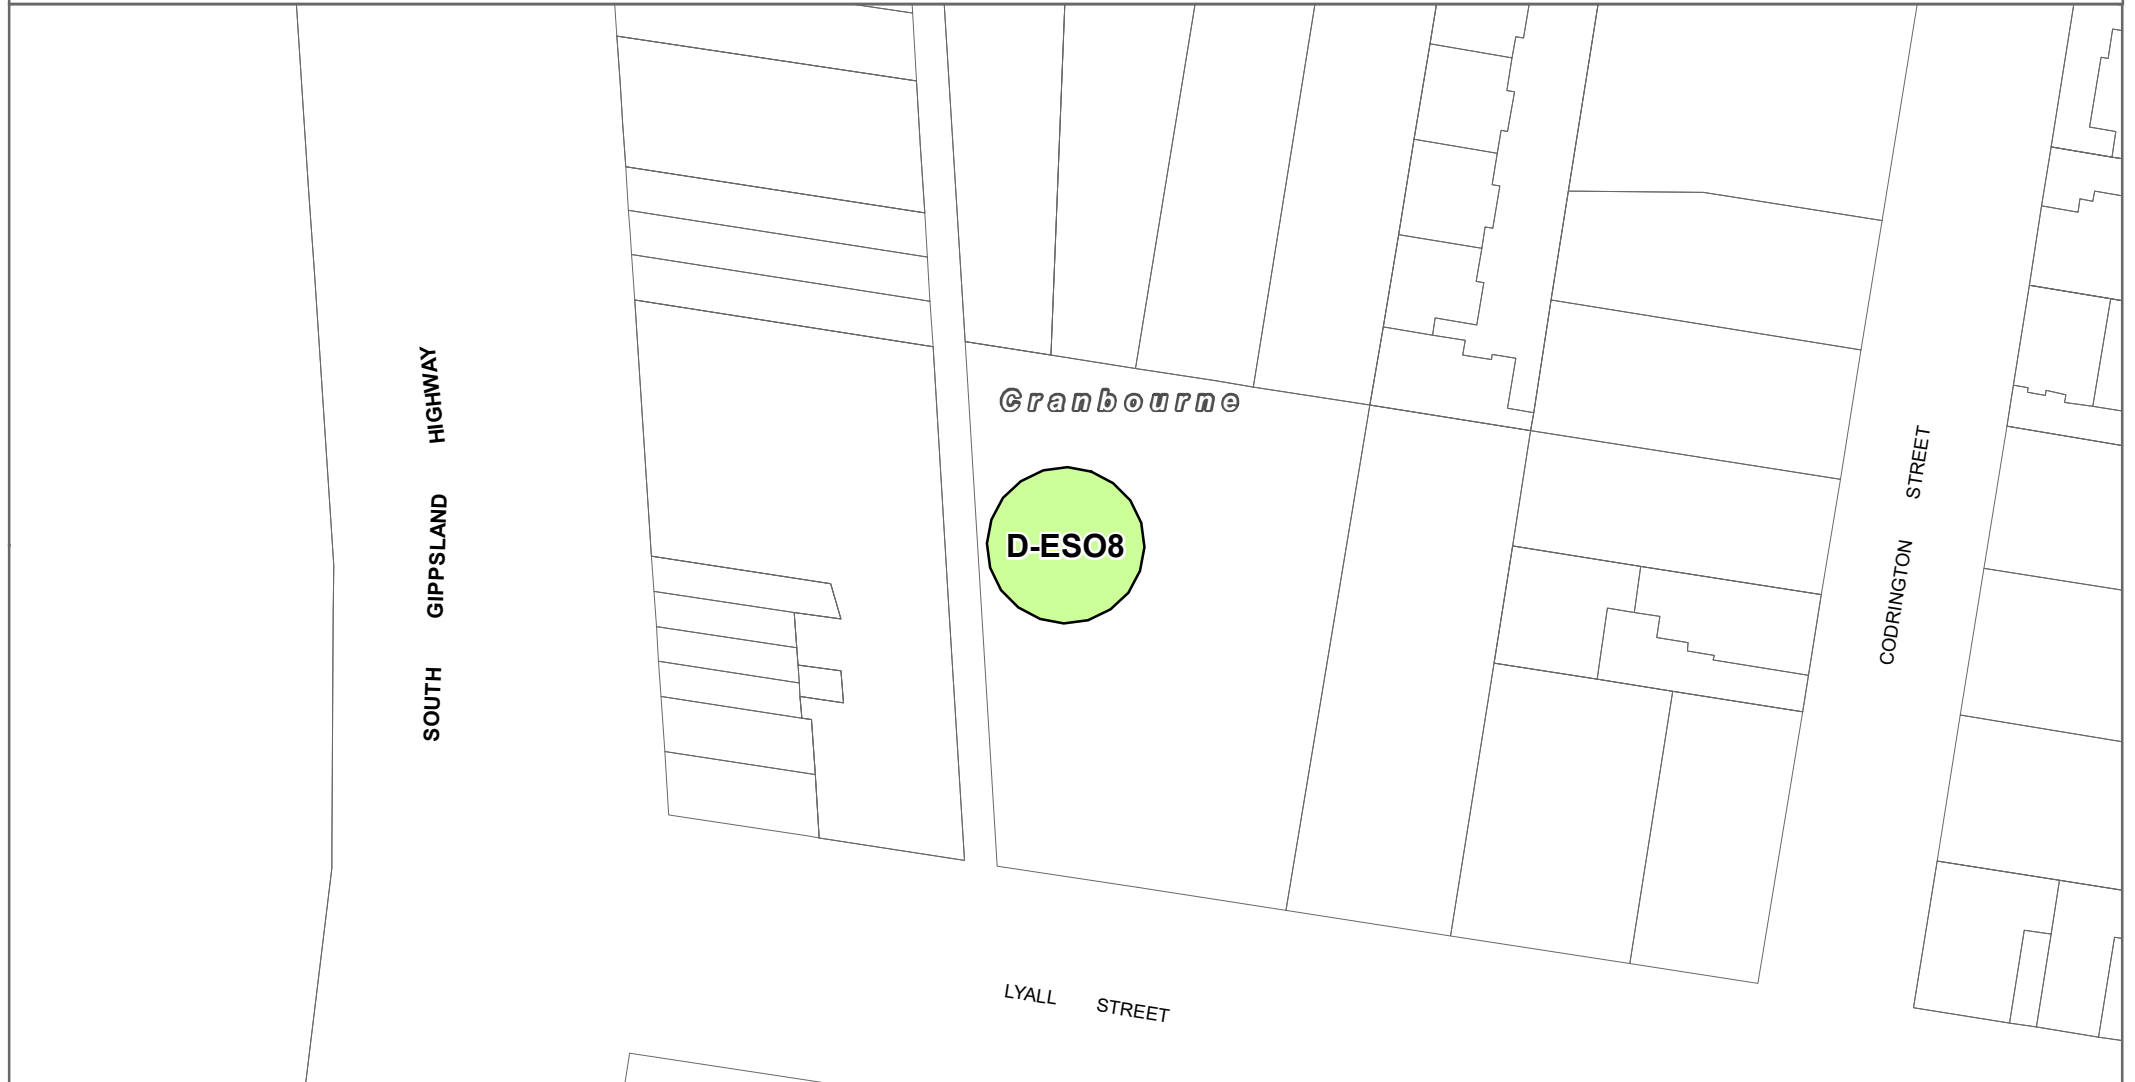 Cranbourne
D-ESO8
SOUTH GIPPSLAND HIGHWAY
CODRINGTON STREET
LYALL STREET